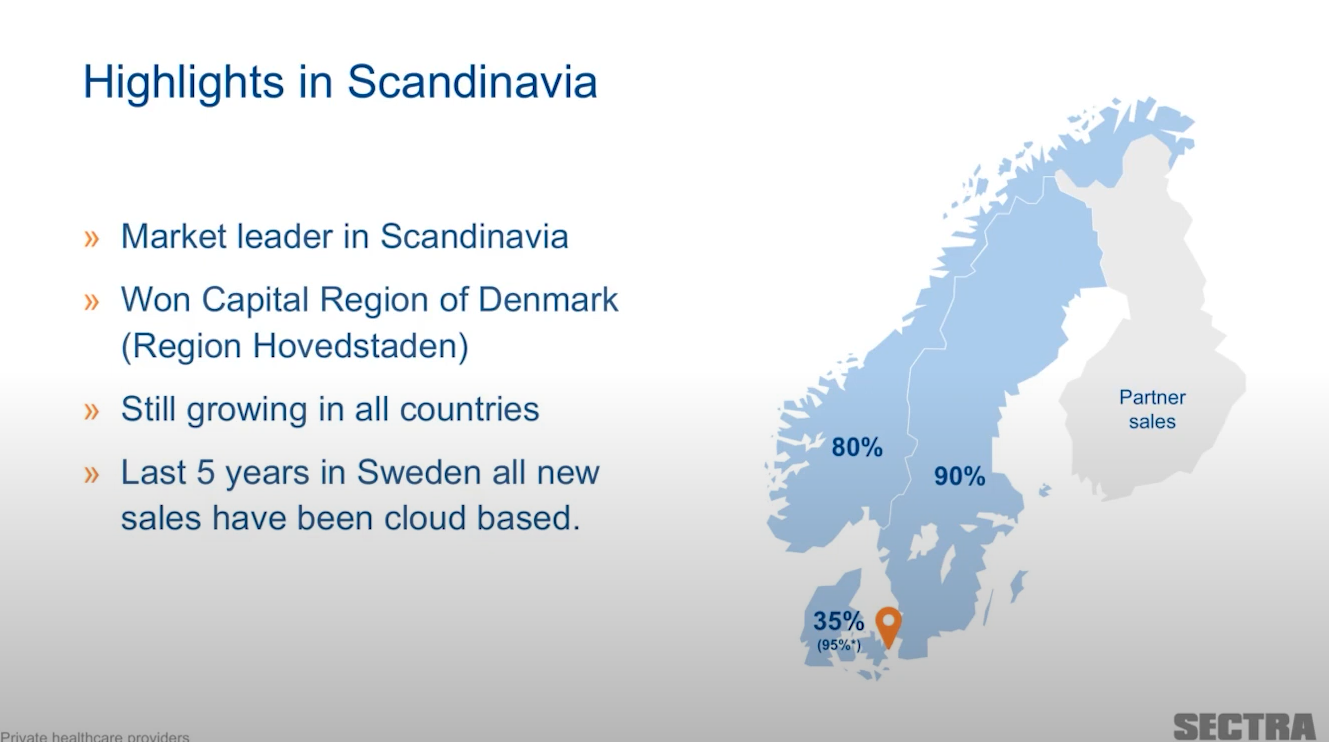 Highlights in Scandinavia
» Market leader in Scandinavia
» Won Capital Region of Denmark
(Region Hovedstaden)
» Still growing in all countries
» Last 5 years in Sweden all new
sales have been cloud based.
Partner
sales
80%
90%
35%
(95%*)
Private healthcare providers
SECTRA